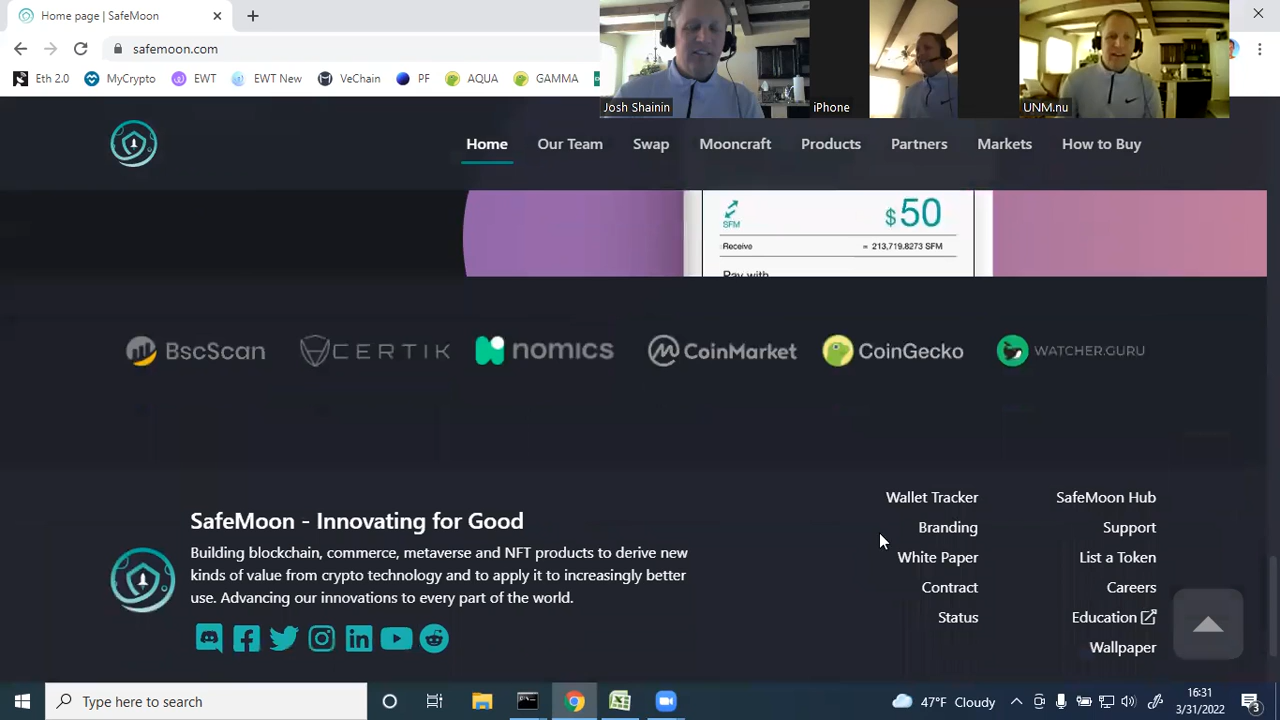 Home page | SafeMoon
safemoon.com
Eth 2.0 MyCrypto EWT EWT New VeChain PF AQUA GAMMA
Josh Shainin iPhone UNM.nu
Home Our Team Swap Mooncraft Products Partners Markets How to Buy
SFM $50
Receive = 213,719.8273 SFM
Pay with
BscScan CERTIK nomics CoinMarket CoinGecko WATCHER.GURU
SafeMoon - Innovating for Good
Building blockchain, commerce, metaverse and NFT products to derive new
kinds of value from crypto technology and to apply it to increasingly better
use. Advancing our innovations to every part of the world.
Wallet Tracker
Branding
White Paper
Contract
Status
SafeMoon Hub
Support
List a Token
Careers
Education
Wallpaper
Type here to search
47°F Cloudy
16:31
3/31/2022
3